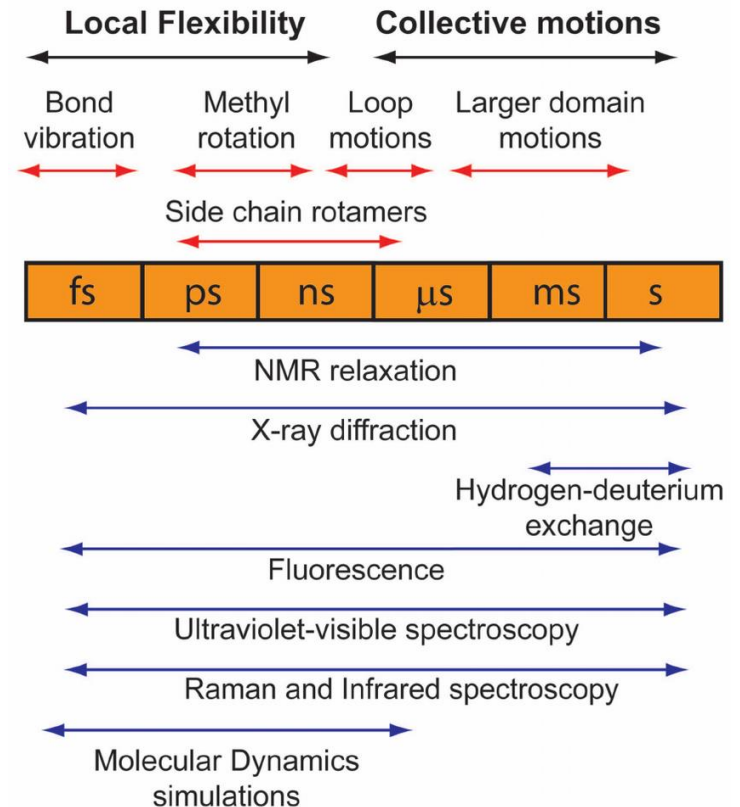 Local Flexibility Collective motions
Bond Methyl Loop Larger domain
vibration rotation motions motions
Side chain rotamers
fs ps ns μs ms s
NMR relaxation
X-ray diffraction
Hydrogen-deuterium
exchange
Fluorescence
Ultraviolet-visible spectroscopy
Raman and Infrared spectroscopy
Molecular Dynamics
simulations